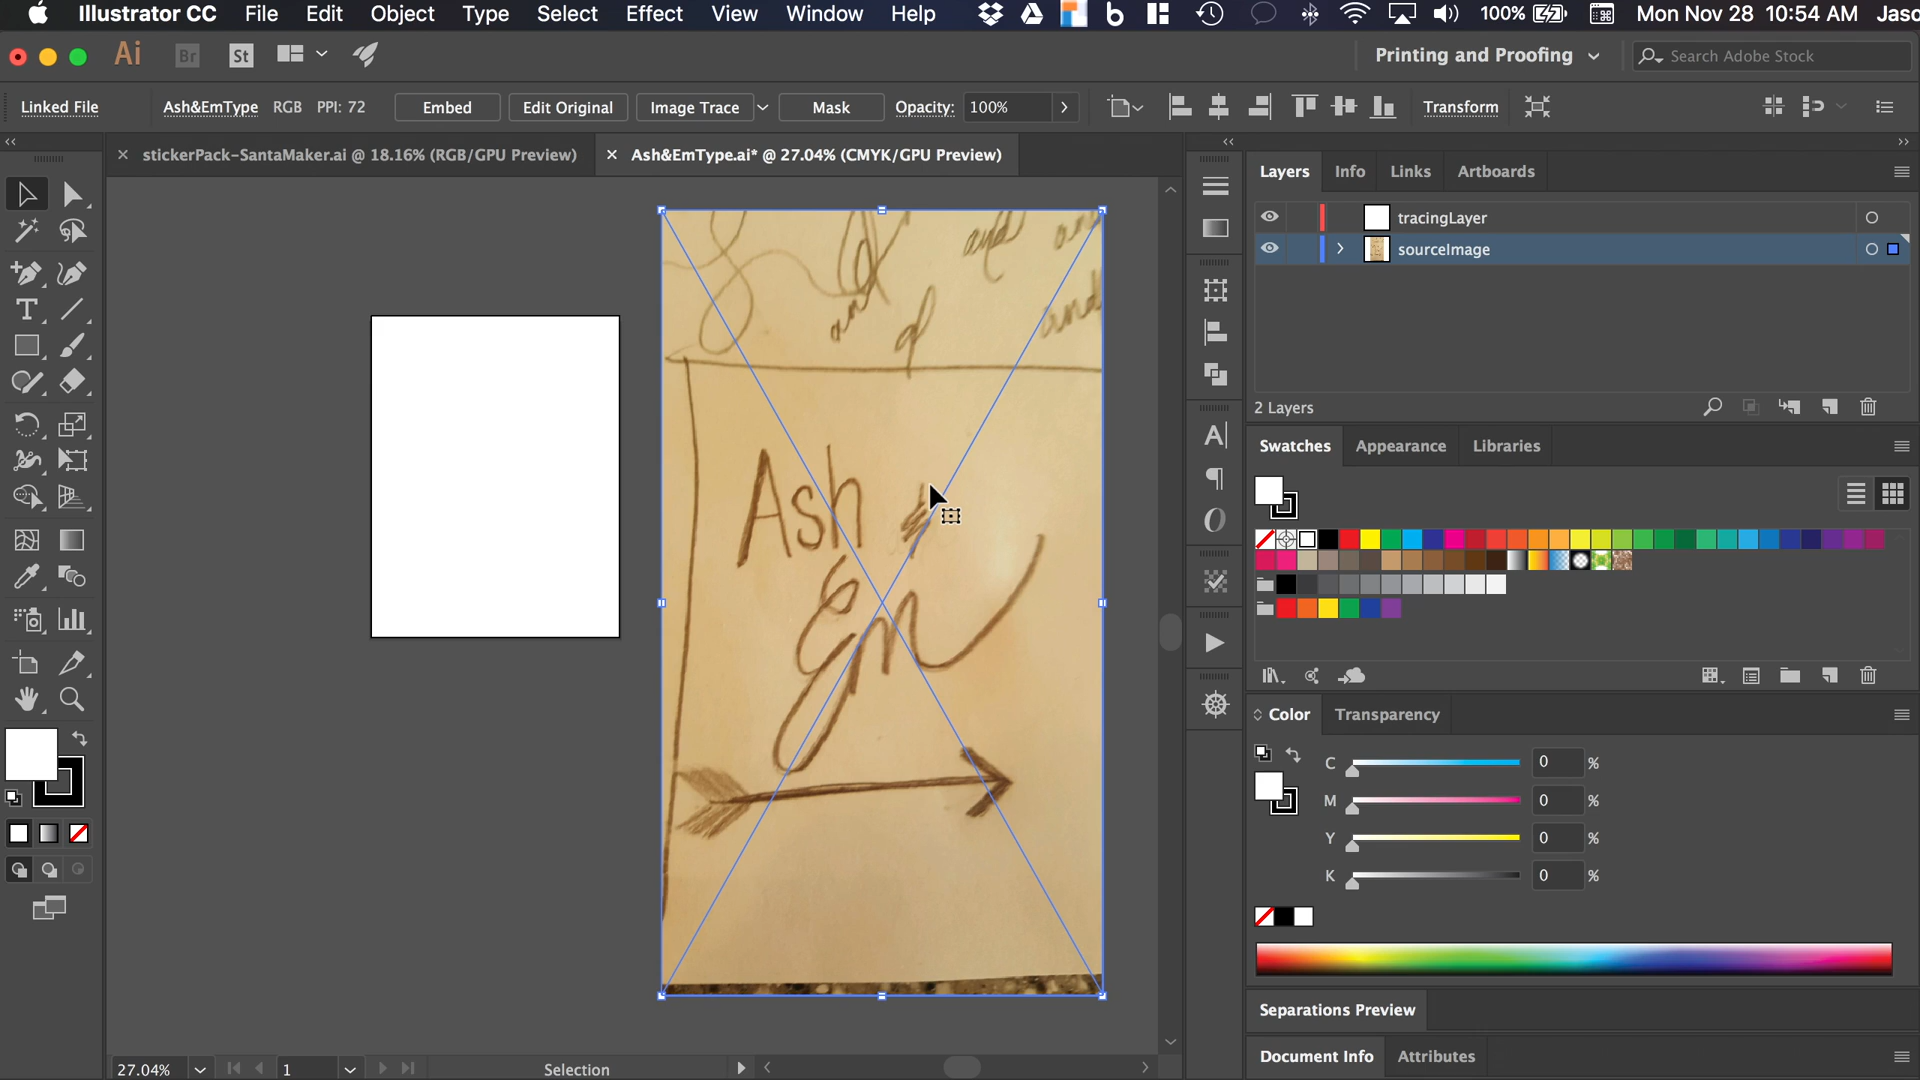 Illustrator CC File Edit Object Type Select Effect View Window Help 100% Mon Nov 28 10:54 AM Jaso
Ai Br St Printing and Proofing Search Adobe Stock
Linked File Ash&EmType RGB PPI: 72 Embed Edit Original Image Trace Mask Opacity: 100% Transform
stickerPack-SantaMaker.ai @ 18.16% (RGB/GPU Preview) Ash&EmType.ai* @ 27.04% (CMYK/GPU Preview)
Layers Info Links Artboards
tracingLayer
sourceImage
2 Layers
Swatches Appearance Libraries
Color Transparency
C 0 %
M 0 %
Y 0 %
K 0 %
Separations Preview
Document Info Attributes
and
and
and
Ash
Em
27.04% 1 Selection